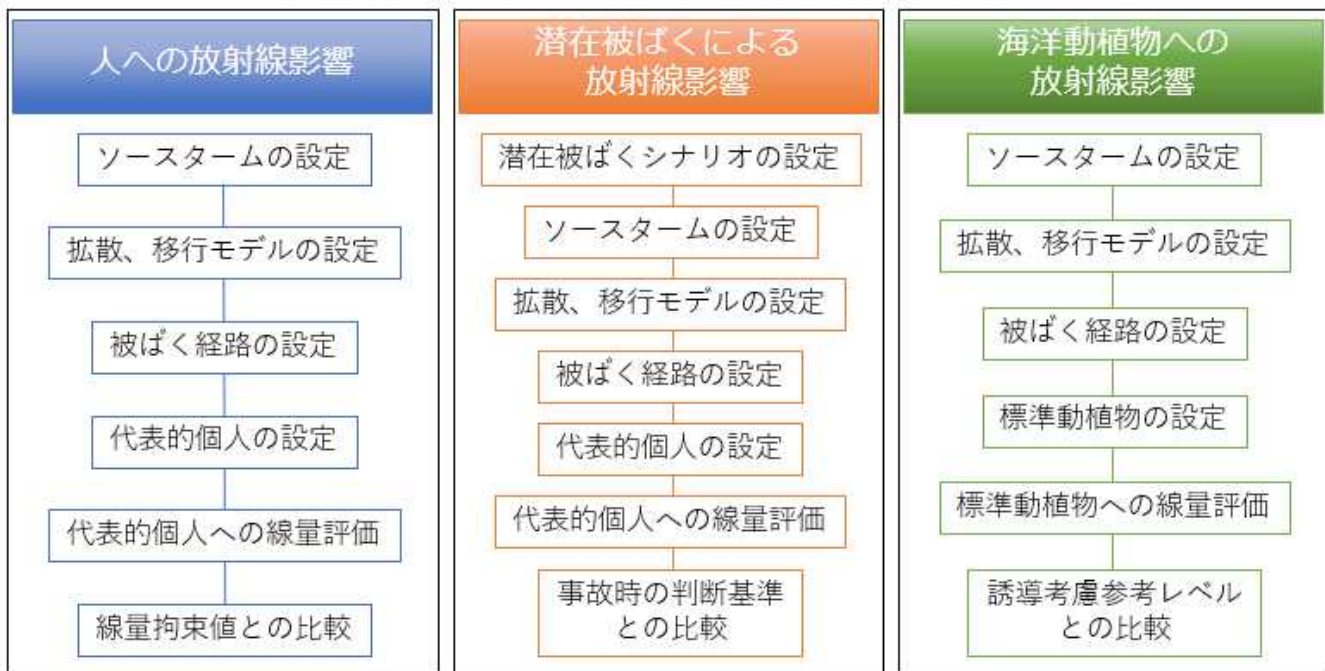 人への放射線影響
ソースタームの設定
拡散、移行モデルの設定
被ばく経路の設定
代表的個人の設定
代表的個人への線量評価
線量拘束値との比較
潜在被ばくによる
放射線影響
潜在被ばくシナリオの設定
ソースタームの設定
拡散、移行モデルの設定
被ばく経路の設定
代表的個人の設定
代表的個人への線量評価
事故時の判断基準
との比較
海洋動植物への
放射線影響
ソースタームの設定
拡散、移行モデルの設定
被ばく経路の設定
標準動植物の設定
標準動植物への線量評価
誘導考慮参考レベル
との比較